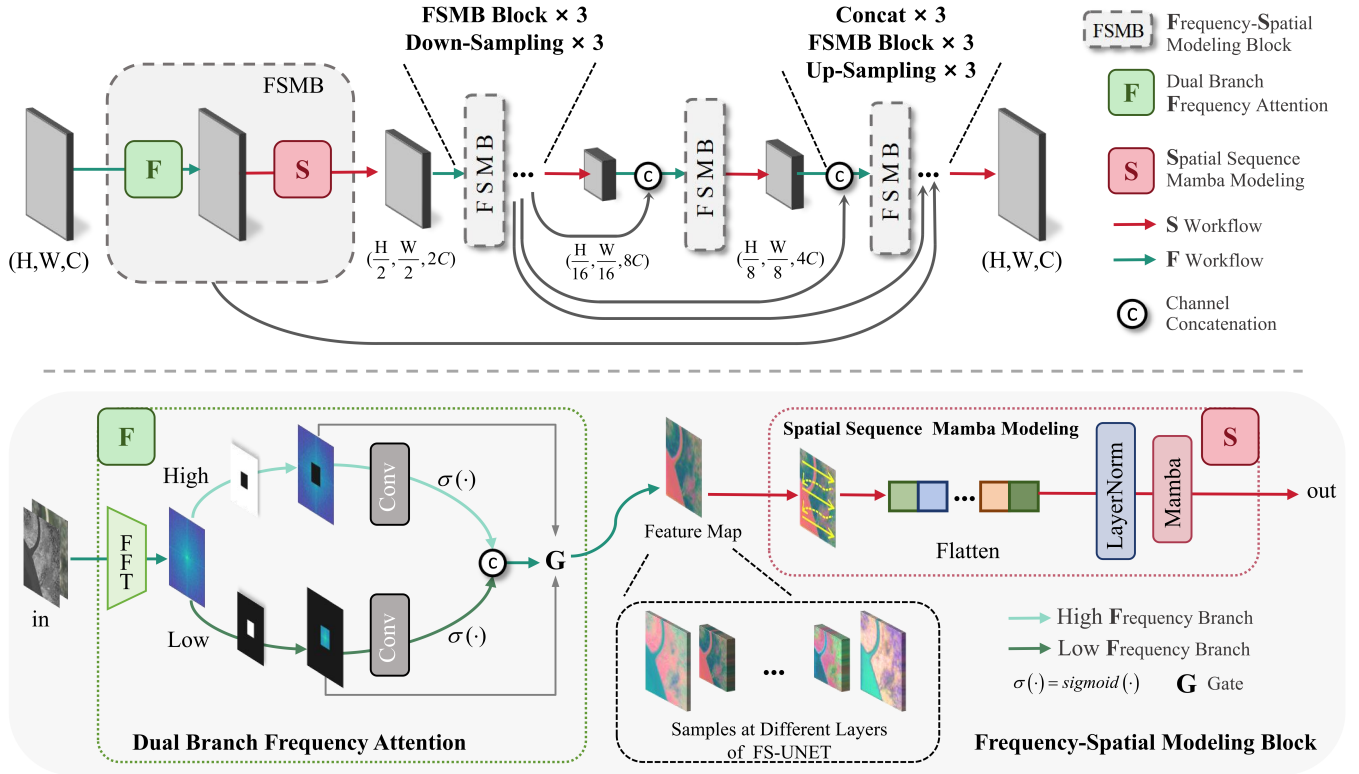 FSMB Block × 3
Down-Sampling × 3
Concat × 3
FSMB Block × 3
Up-Sampling × 3
FSMB
F
S
(H,W,C)
(H/2, W/2, 2C)
FSMB
...
(H/16, W/16, 8C)
C
FSMB
(H/8, W/8, 4C)
C
FSMB
...
(H,W,C)
FSMB
Frequency-Spatial
Modeling Block
F
Dual Branch
Frequency Attention
S
Spatial Sequence
Mamba Modeling
S Workflow
F Workflow
C
Channel
Concatenation
F
in
FFT
High
Low
Conv
σ(·)
Conv
σ(·)
C
G
Dual Branch Frequency Attention
Feature Map
...
Samples at Different Layers
of FS-UNET
Spatial Sequence Mamba Modeling
S
...
Flatten
LayerNorm
Mamba
out
High Frequency Branch
Low Frequency Branch
σ(·)=sigmoid(·)
G Gate
Frequency-Spatial Modeling Block